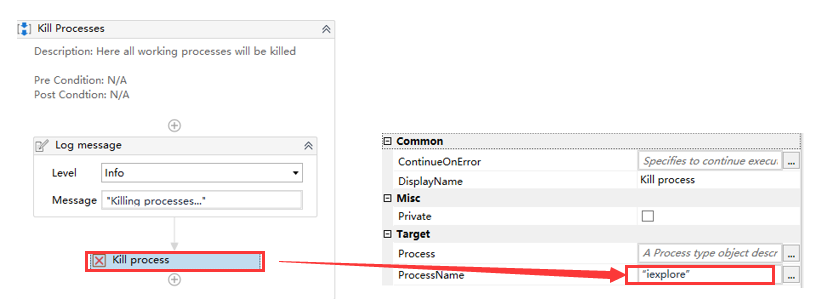 Kill Processes
Description: Here all working processes will be killed
Pre Condition: N/A
Post Condtion: N/A
Log message
Level Info
Message "Killing processes..."
Kill process
Common
ContinueOnError Specifies to continue execu. ...
DisplayName Kill process
Misc
Private
Target
Process A Process type object descr ...
ProcessName "iexplore" ...